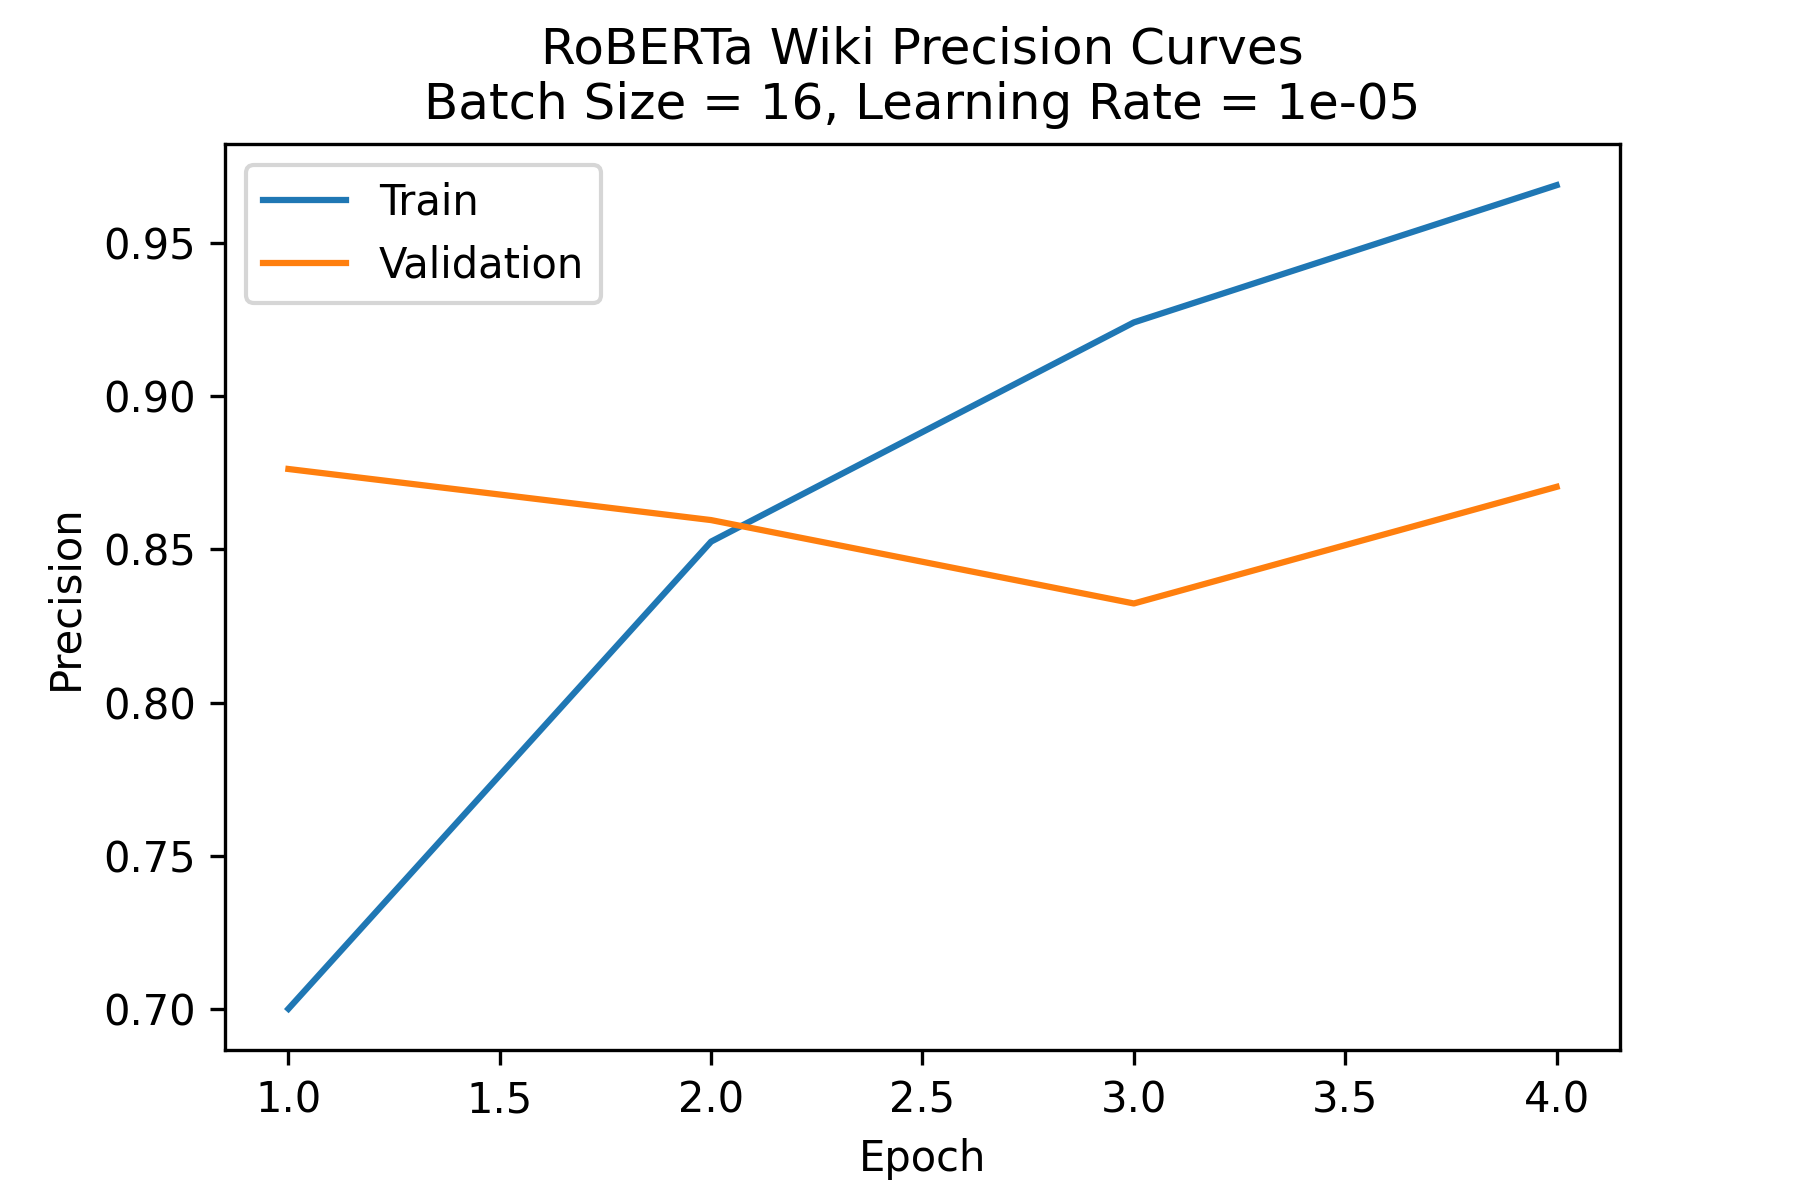 RoBERTa Wiki Precision Curves
Batch Size = 16, Learning Rate = 1e-05
Train
Validation
0.95
0.90
0.85
0.80
0.75
0.70
Precision
1.0 1.5 2.0 2.5 3.0 3.5 4.0
Epoch